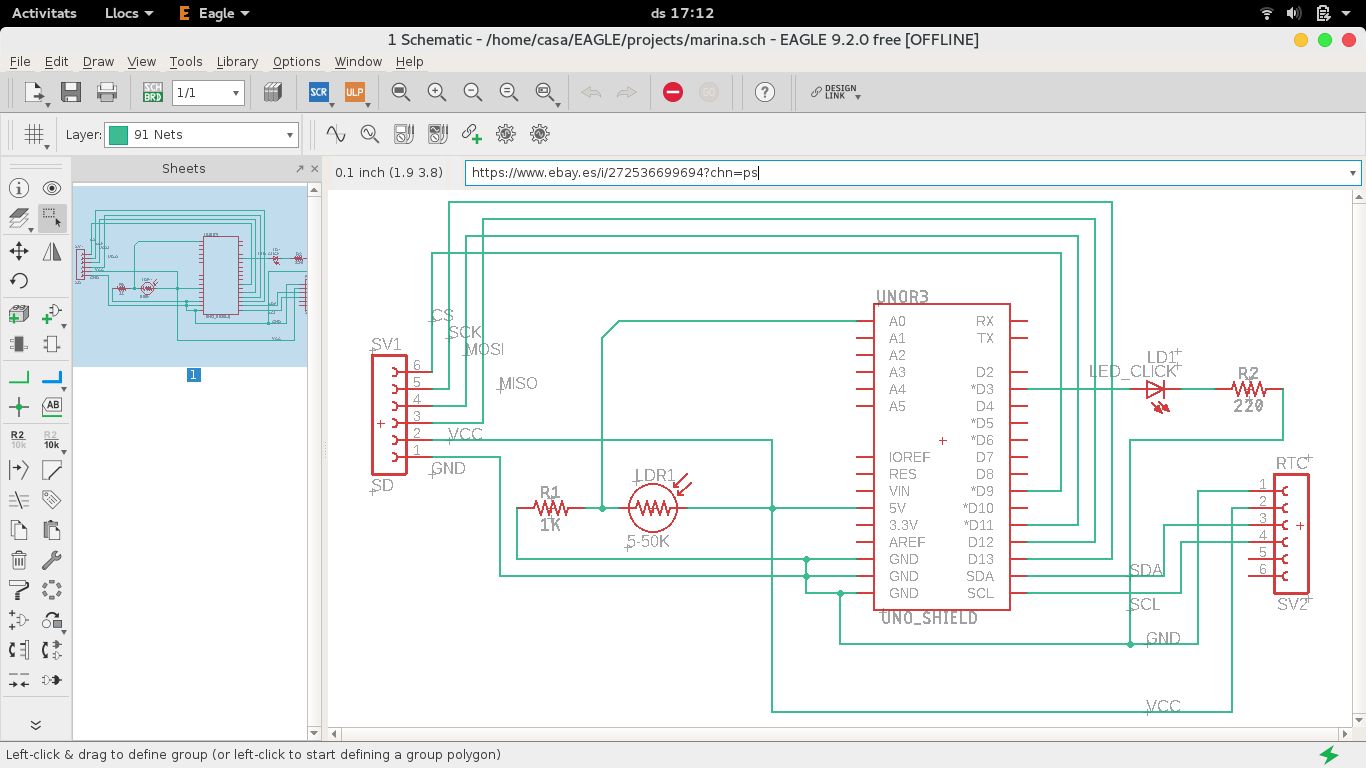 Activitats Llocs Eagle ds 17:12
1 Schematic - /home/casa/EAGLE/projects/marina.sch - EAGLE 9.2.0 free [OFFLINE]
File Edit Draw View Tools Library Options Window Help
SCH BRD 1/1 SCR ULP GO ? DESIGN LINK
Layer: 91 Nets
Sheets
0.1 inch (1.9 3.8) https://www.ebay.es/i/272536699694?chn=ps
1
R2 10k R2 10k
AB
CS
SCK
MOSI
MISO
VCC
GND
SV1
6
5
4
3
2
1
SD
R1
1K
LDR1
5-50K
UNOR3
A0 RX
A1 TX
A2
A3 D2
A4 *D3
A5 D4
*D5
*D6
IOREF D7
RES D8
VIN *D9
5V *D10
3.3V *D11
AREF D12
GND D13
GND SDA
GND SCL
UNO_SHIELD
LD1
LED_CLICK
R2
220
RTC
1
2
3
4
5
6
SV2
SDA
SCL
GND
VCC
Left-click & drag to define group (or left-click to start defining a group polygon)